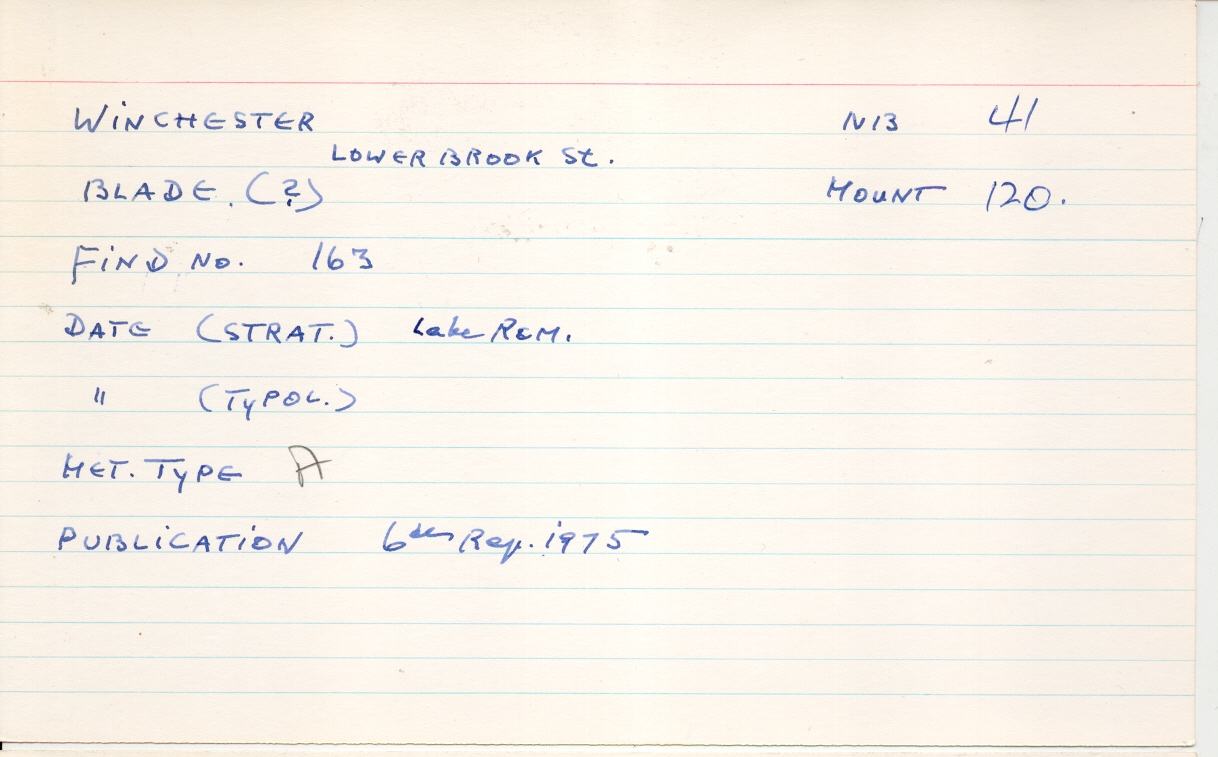 WINCHESTER N13 41
LOWER BROOK St.
BLADE. (?) MOUNT 120.
FIND No. 163
DATE (STRAT.) Late ROM.
" (TYPOL.)
MET. TYPE A
PUBLICATION 6th Rep. 1975